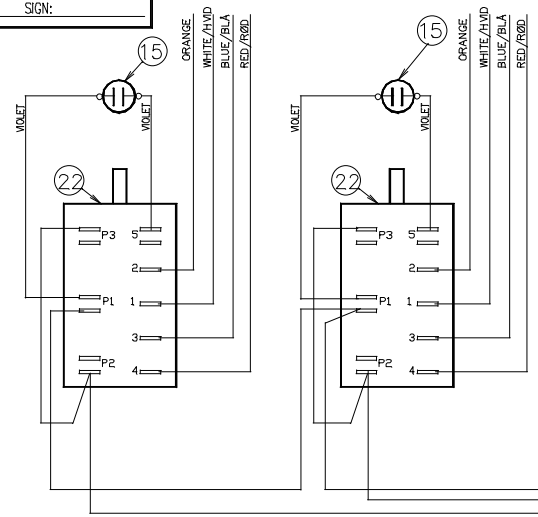 SIGN:
15
ORANGE
WHITE/HVID
BLUE/BLÅ
RED/RØD
VIOLET
VIOLET
22
P3
5
2
P1
1
3
P2
4
15
ORANGE
WHITE/HVID
BLUE/BLÅ
RED/RØD
VIOLET
VIOLET
22
P3
5
2
P1
1
3
P2
4